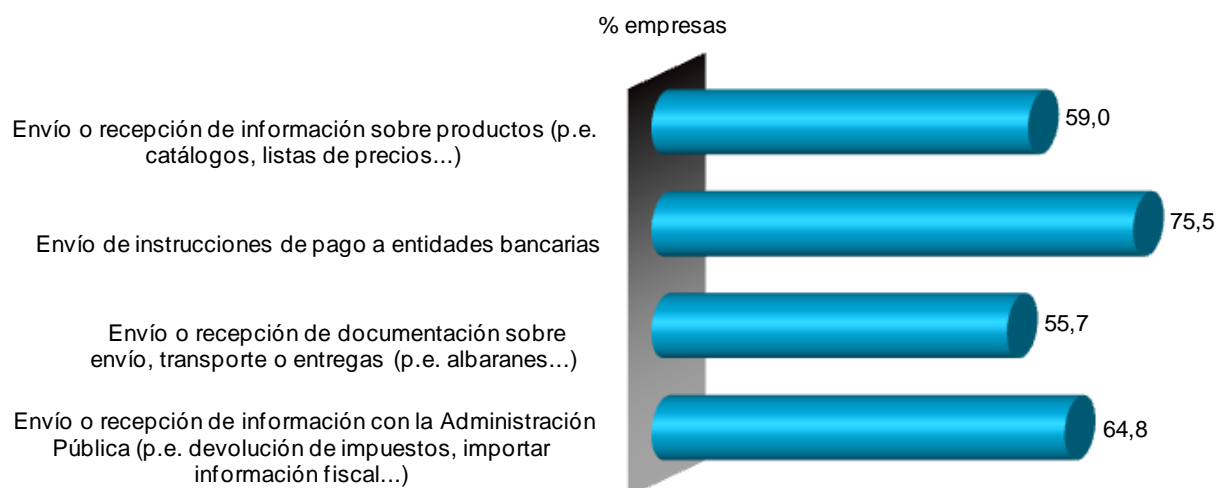 % empresas
Envío o recepción de información sobre productos (p.e.
catálogos, listas de precios...)
59,0
Envío de instrucciones de pago a entidades bancarias
75,5
Envío o recepción de documentación sobre
envío, transporte o entregas (p.e. albaranes...)
55,7
Envío o recepción de información con la Administración
Pública (p.e. devolución de impuestos, importar
información fiscal...)
64,8